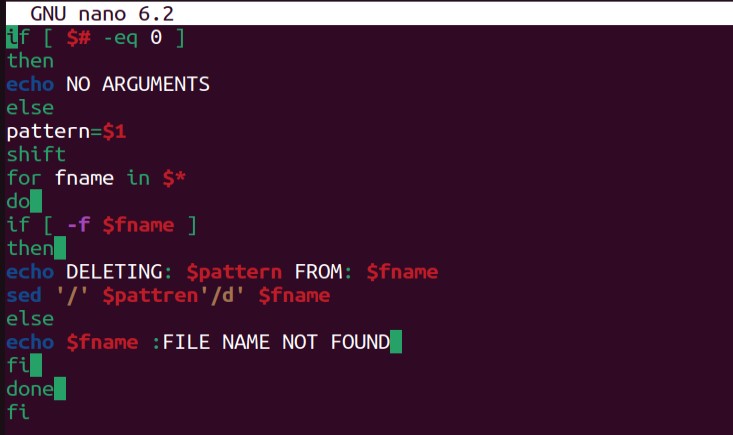 GNU nano 6.2
if [ $# -eq 0 ]
then
echo NO ARGUMENTS
else
pattern=$1
shift
for fname in $*
do
if [ -f $fname ]
then
echo DELETING: $pattern FROM: $fname
sed '/' $pattren'/d' $fname
else
echo $fname :FILE NAME NOT FOUND
fi
done
fi